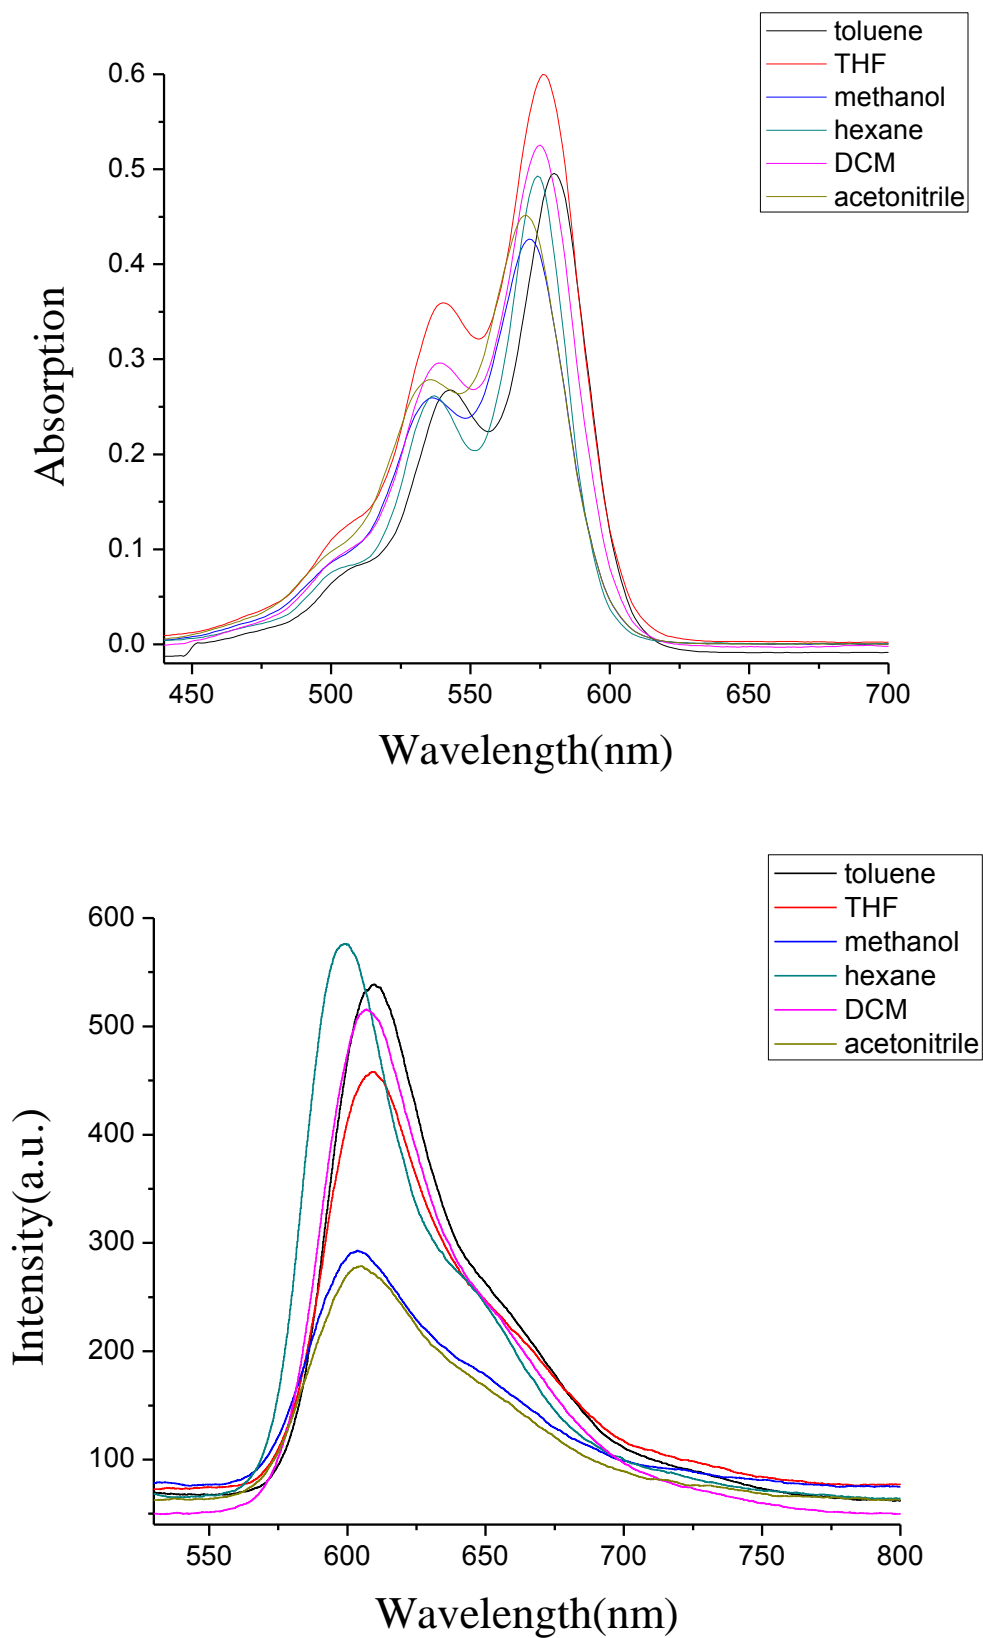 toluene
THF
methanol
hexane
DCM
acetonitrile
0.6
0.5
0.4
0.3
0.2
0.1
0.0
Absorption
450 500 550 600 650 700
Wavelength(nm)
toluene
THF
methanol
hexane
DCM
acetonitrile
600
500
400
300
200
100
Intensity(a.u.)
550 600 650 700 750 800
Wavelength(nm)